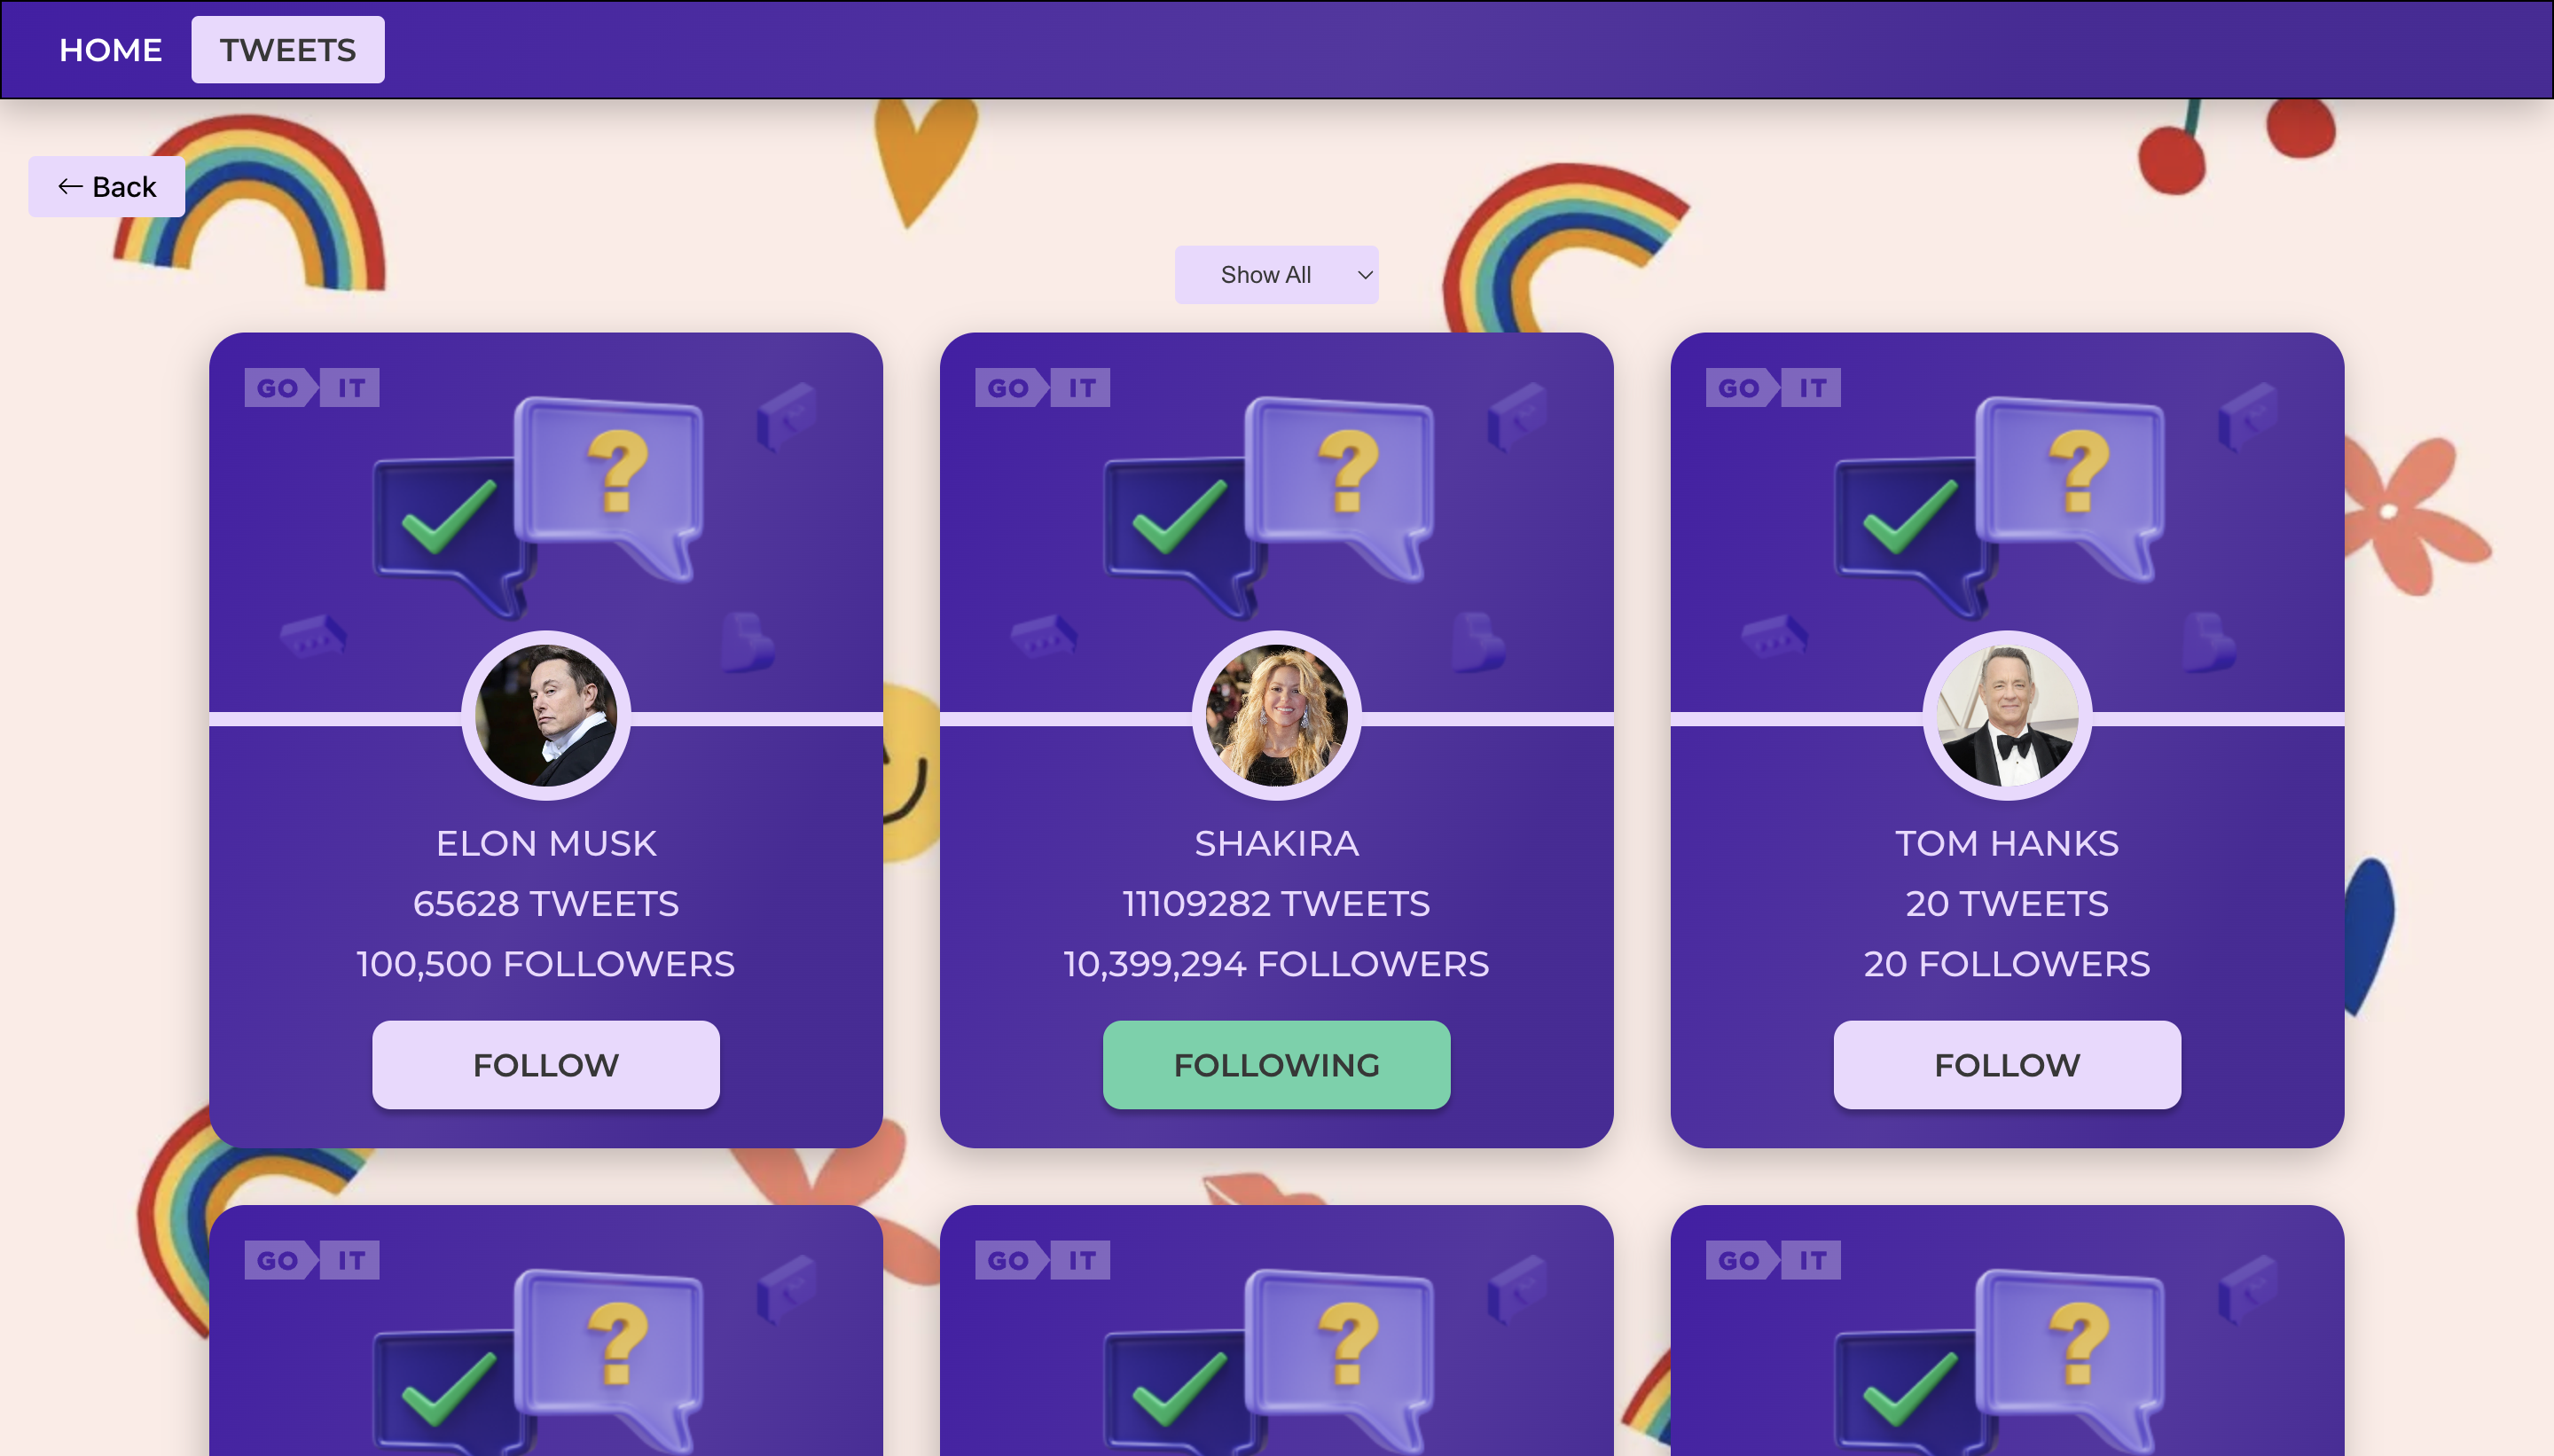 HOME TWEETS
← Back
Show All
GO IT
?
ELON MUSK
65628 TWEETS
100,500 FOLLOWERS
FOLLOW
GO IT
?
SHAKIRA
11109282 TWEETS
10,399,294 FOLLOWERS
FOLLOWING
GO IT
?
TOM HANKS
20 TWEETS
20 FOLLOWERS
FOLLOW
GO IT
?
GO IT
?
GO IT
?